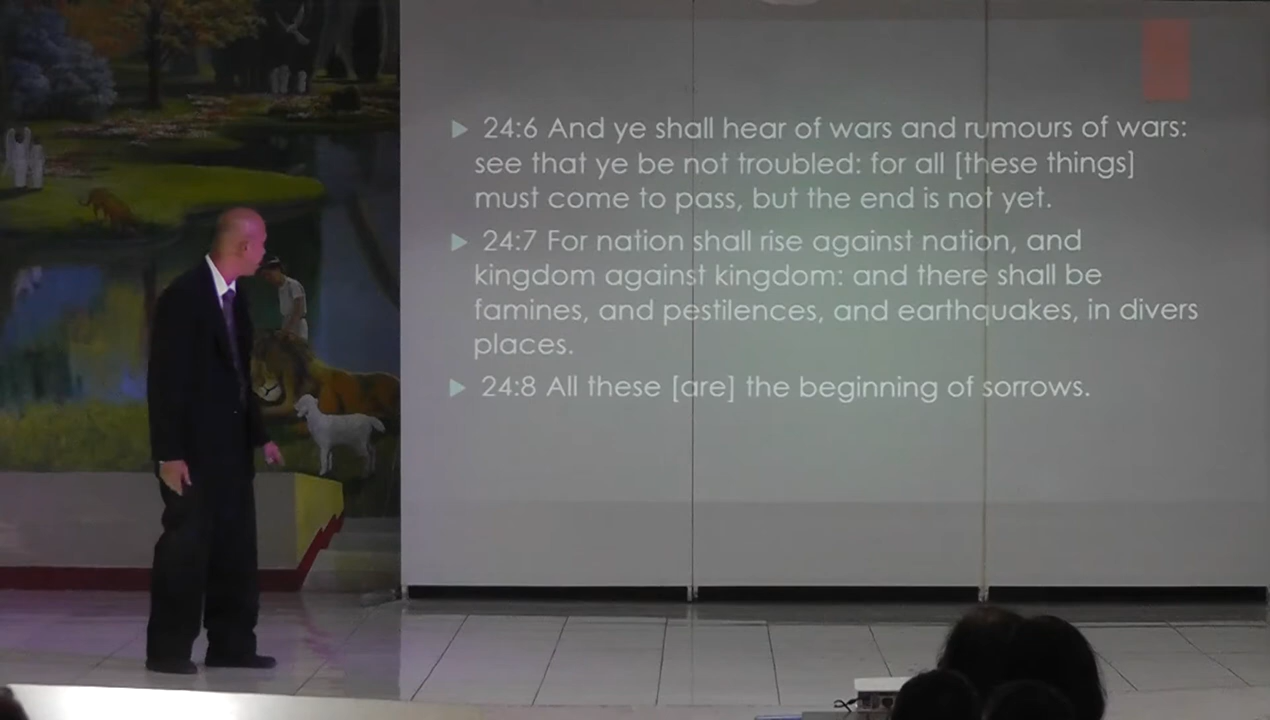 24:6 And ye shall hear of wars and rumours of wars:
see that ye be not troubled: for all [these things]
must come to pass, but the end is not yet.
24:7 For nation shall rise against nation, and
kingdom against kingdom: and there shall be
famines, and pestilences, and earthquakes, in divers
places.
24:8 All these [are] the beginning of sorrows.